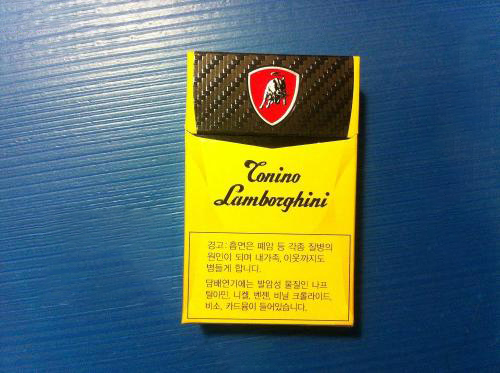 Tonino
Lamborghini
경고: 흡연은 폐암 등 각종 질병의
원인이 되며 내가족, 이웃까지도
병들게 합니다.
담배연기에는 발암성 물질인 나프
틸아민, 니켈, 벤젠, 비닐 크롤라이드,
비소, 카드뮴이 들어있습니다.